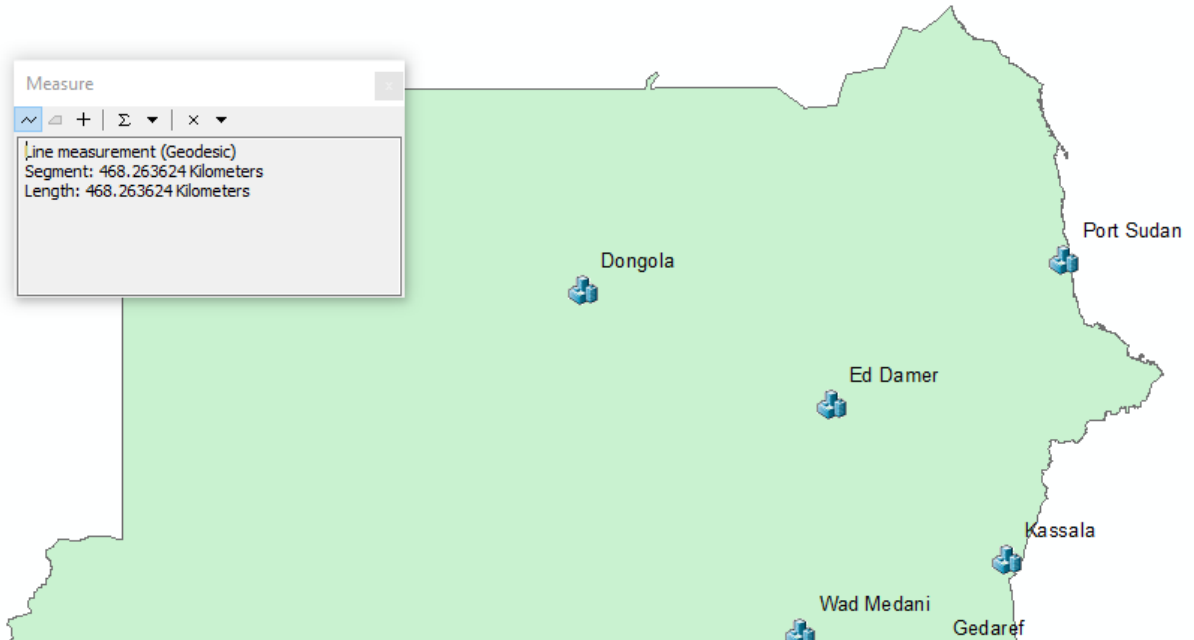 Measure
Line measurement (Geodesic)
Segment: 468.263624 Kilometers
Length: 468.263624 Kilometers
Port Sudan
Dongola
Ed Damer
Kassala
Wad Medani
Gedaref